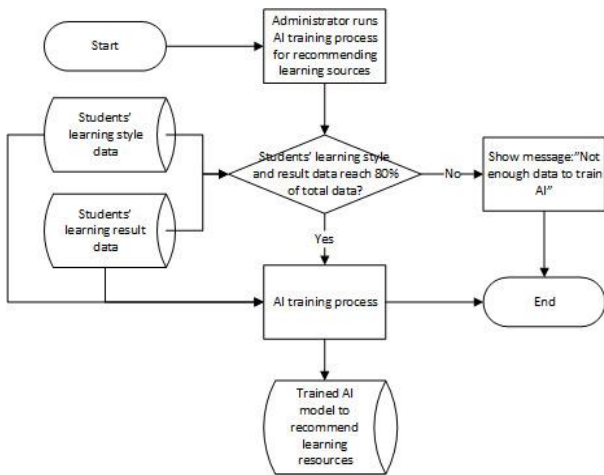 Start
Administrator runs
AI training process
for recommending
learning sources
Students'
learning style
data
Students' learning style
and result data reach 80%
of total data?
No
Show message:"Not
enough data to train
AI"
Students'
learning result
data
Yes
AI training process
End
Trained AI
model to
recommend
learning
resources